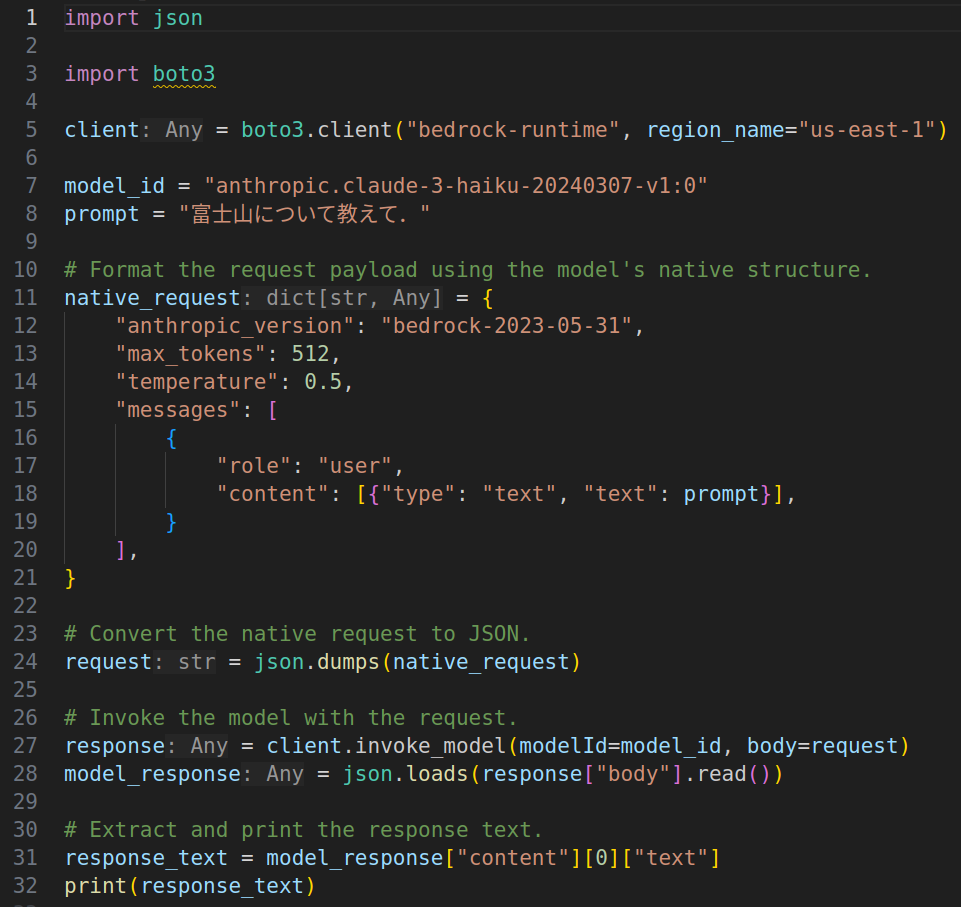 1 import json
2
3 import boto3
4
5 client: Any = boto3.client("bedrock-runtime", region_name="us-east-1")
6
7 model_id = "anthropic.claude-3-haiku-20240307-v1:0"
8 prompt = "富士山について教えて．"
9
10 # Format the request payload using the model's native structure.
11 native_request: dict[str, Any] = {
12     "anthropic_version": "bedrock-2023-05-31",
13     "max_tokens": 512,
14     "temperature": 0.5,
15     "messages": [
16         {
17             "role": "user",
18             "content": [{"type": "text", "text": prompt}],
19         }
20     ],
21 }
22
23 # Convert the native request to JSON.
24 request: str = json.dumps(native_request)
25
26 # Invoke the model with the request.
27 response: Any = client.invoke_model(modelId=model_id, body=request)
28 model_response: Any = json.loads(response["body"].read())
29
30 # Extract and print the response text.
31 response_text = model_response["content"][0]["text"]
32 print(response_text)